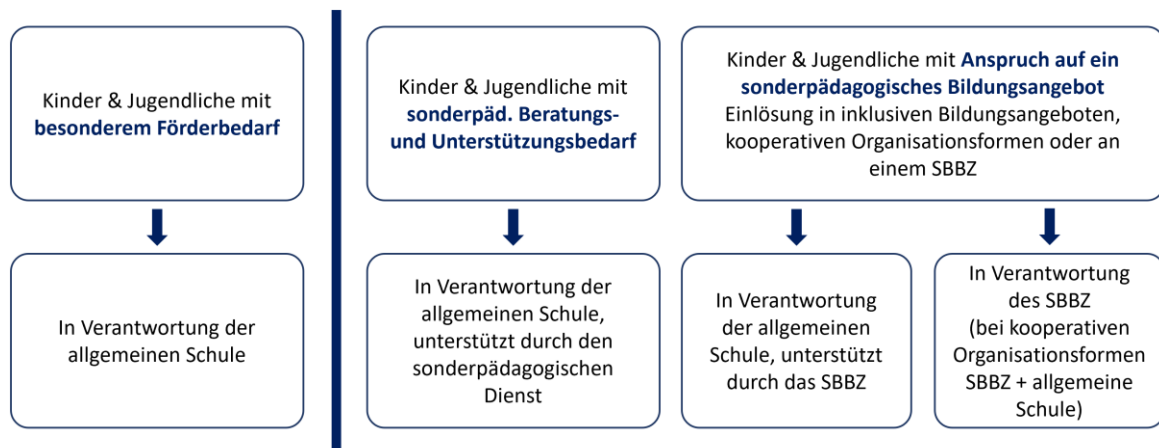 Kinder & Jugendliche mit
besonderem Förderbedarf
Kinder & Jugendliche mit
sonderpäd. Beratungs-
und Unterstützungsbedarf
Kinder & Jugendliche mit Anspruch auf ein
sonderpädagogisches Bildungsangebot
Einlösung in inklusiven Bildungsangeboten,
kooperativen Organisationsformen oder an
einem SBBZ
In Verantwortung der
allgemeinen Schule
In Verantwortung der
allgemeinen Schule,
unterstützt durch den
sonderpädagogischen
Dienst
In Verantwortung
der allgemeinen
Schule, unterstützt
durch das SBBZ
In Verantwortung
des SBBZ
(bei kooperativen
Organisationsformen
SBBZ + allgemeine
Schule)